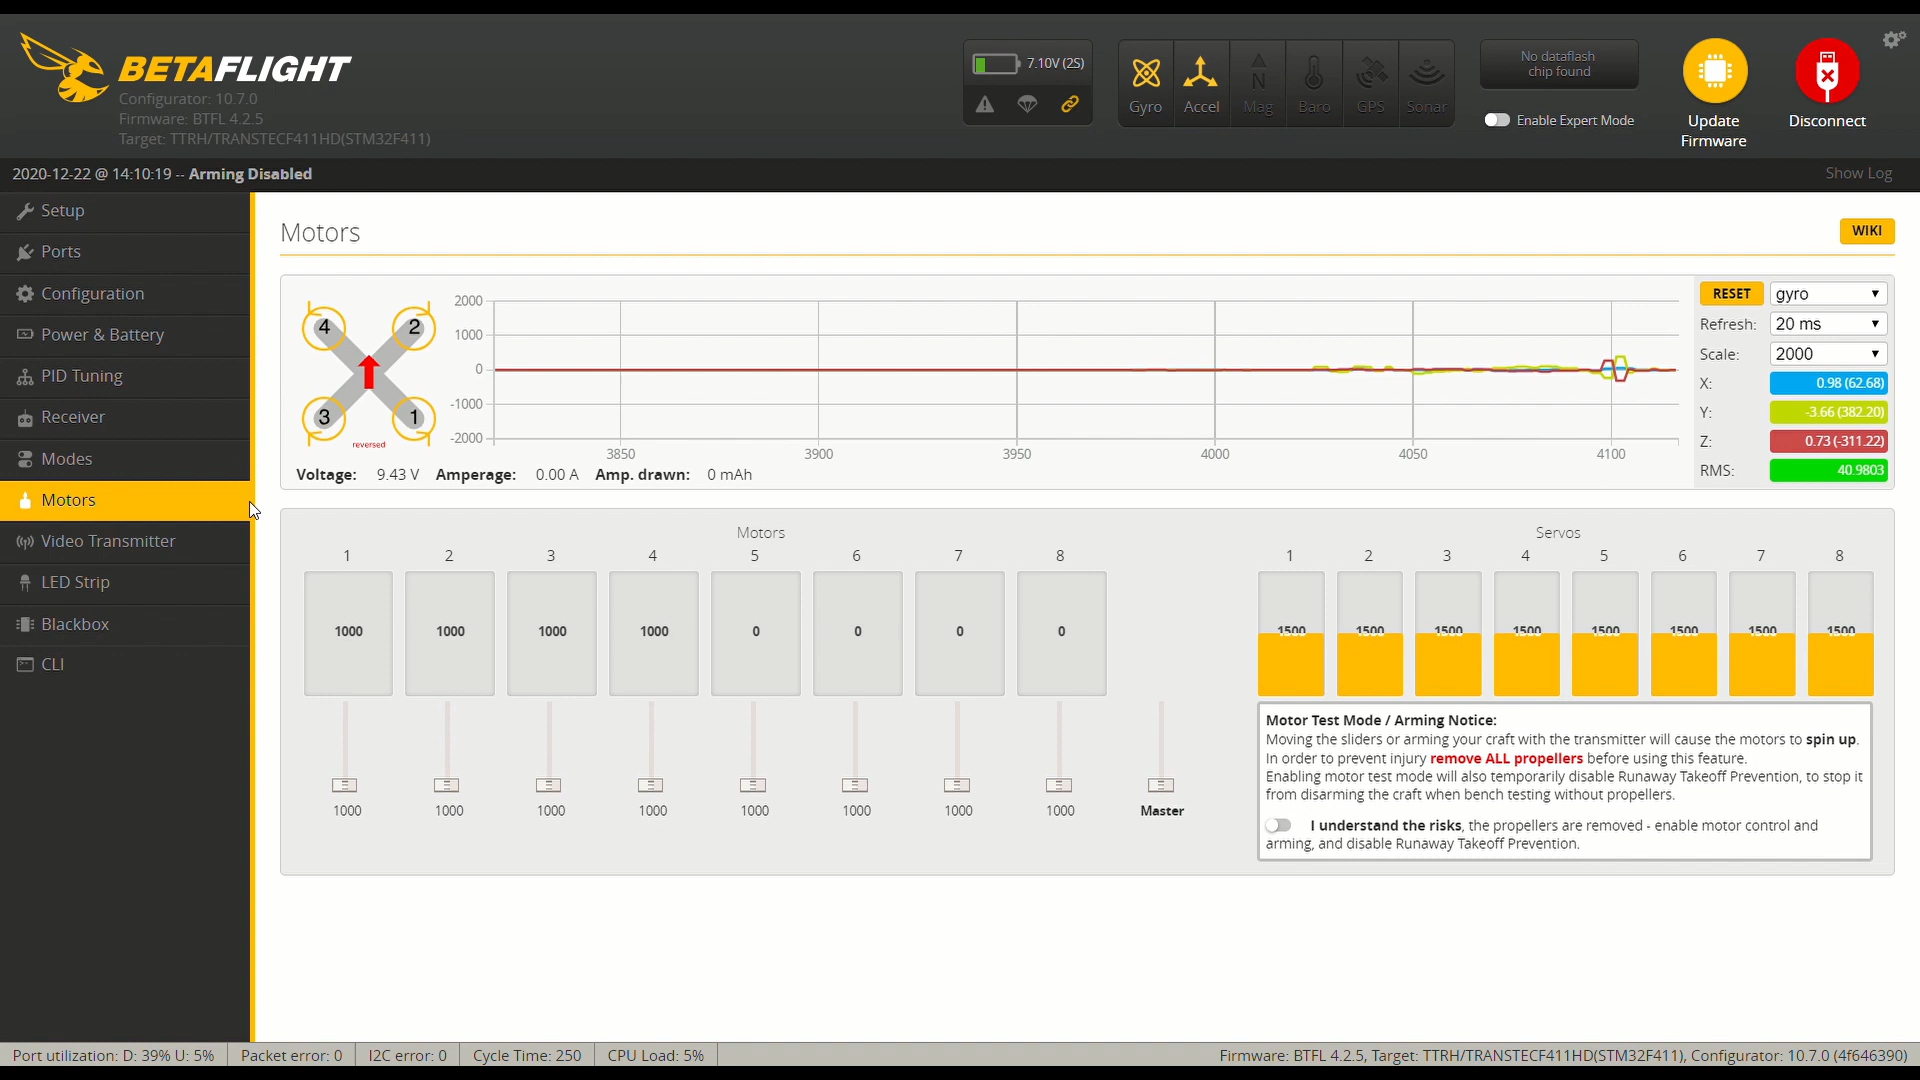 BETAFLIGHT
Configurator: 10.7.0
Firmware: BTFL 4.2.5
Target: TTRH/TRANSTECF411HD(STM32F411)
7.10V (2S)
Gyro
Accel
Mag
Baro
GPS
Sonar
No dataflash
chip found
Enable Expert Mode
Update
Firmware
Disconnect
2020-12-22 @ 14:10:19 -- Arming Disabled
Show Log
Setup
Ports
Configuration
Power & Battery
PID Tuning
Receiver
Modes
Motors
Video Transmitter
LED Strip
Blackbox
CLI
Motors
WIKI
4
2
3
1
reversed
2000
1000
0
-1000
-2000
3850
3900
3950
4000
4050
4100
RESET
gyro
Refresh:
20 ms
Scale:
2000
X:
0.98 (62.68)
Y:
-3.66 (382.20)
Z:
0.73 (-311.22)
RMS:
40.9803
Voltage: 9.43 V Amperage: 0.00 A Amp. drawn: 0 mAh
Motors
1 2 3 4 5 6 7 8
1000 1000 1000 1000 0 0 0 0
1000 1000 1000 1000 1000 1000 1000 1000 Master
Servos
1 2 3 4 5 6 7 8
1500 1500 1500 1500 1500 1500 1500 1500
Motor Test Mode / Arming Notice:
Moving the sliders or arming your craft with the transmitter will cause the motors to spin up.
In order to prevent injury remove ALL propellers before using this feature.
Enabling motor test mode will also temporarily disable Runaway Takeoff Prevention, to stop it
from disarming the craft when bench testing without propellers.
I understand the risks, the propellers are removed - enable motor control and
arming, and disable Runaway Takeoff Prevention.
Port utilization: D: 39% U: 5%
Packet error: 0
I2C error: 0
Cycle Time: 250
CPU Load: 5%
Firmware: BTFL 4.2.5, Target: TTRH/TRANSTECF411HD(STM32F411), Configurator: 10.7.0 (4f646390)